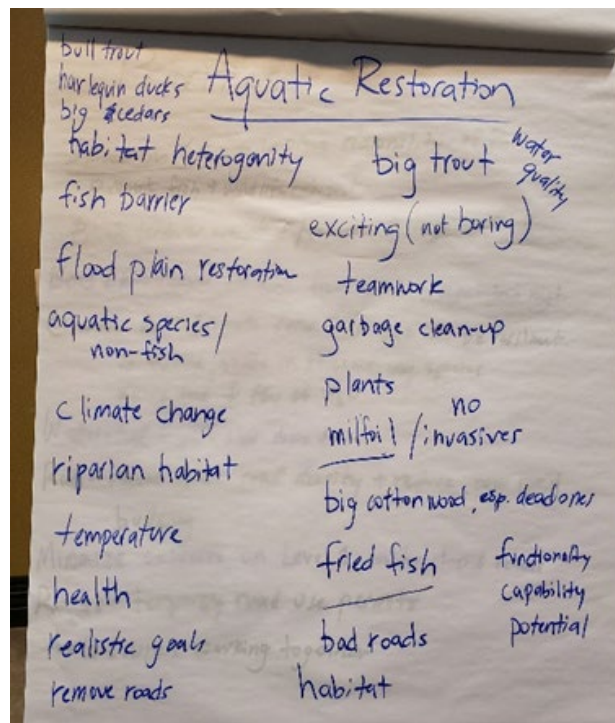 Aquatic Restoration
bull trout
harlequin ducks
big cedars
habitat heterogenity
fish barrier
flood plain restoration
aquatic species/
non-fish
climate change
riparian habitat
temperature
health
realistic goals
remove roads
big trout
water
quality
exciting (not boring)
teamwork
garbage clean-up
plants
no
milfoil / invasives
big cottonwood, esp. dead ones
fried fish
bad roads
habitat
functionality
capability
potential